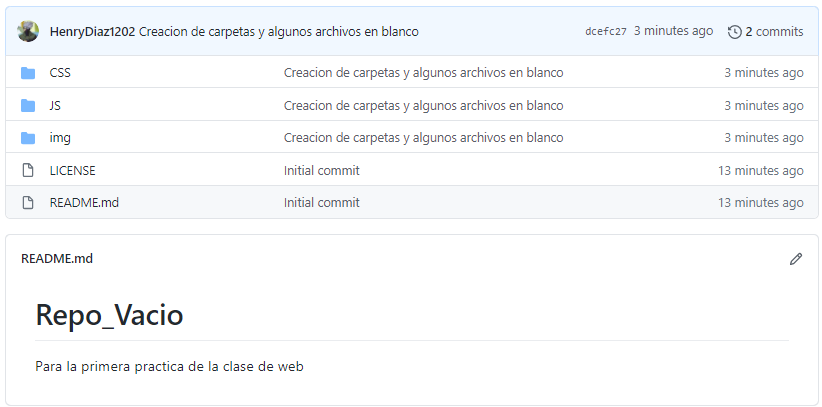 HenryDiaz1202 Creacion de carpetas y algunos archivos en blanco dcefc27 3 minutes ago 2 commits
CSS Creacion de carpetas y algunos archivos en blanco 3 minutes ago
JS Creacion de carpetas y algunos archivos en blanco 3 minutes ago
img Creacion de carpetas y algunos archivos en blanco 3 minutes ago
LICENSE Initial commit 13 minutes ago
README.md Initial commit 13 minutes ago
README.md
Repo_Vacio
Para la primera practica de la clase de web